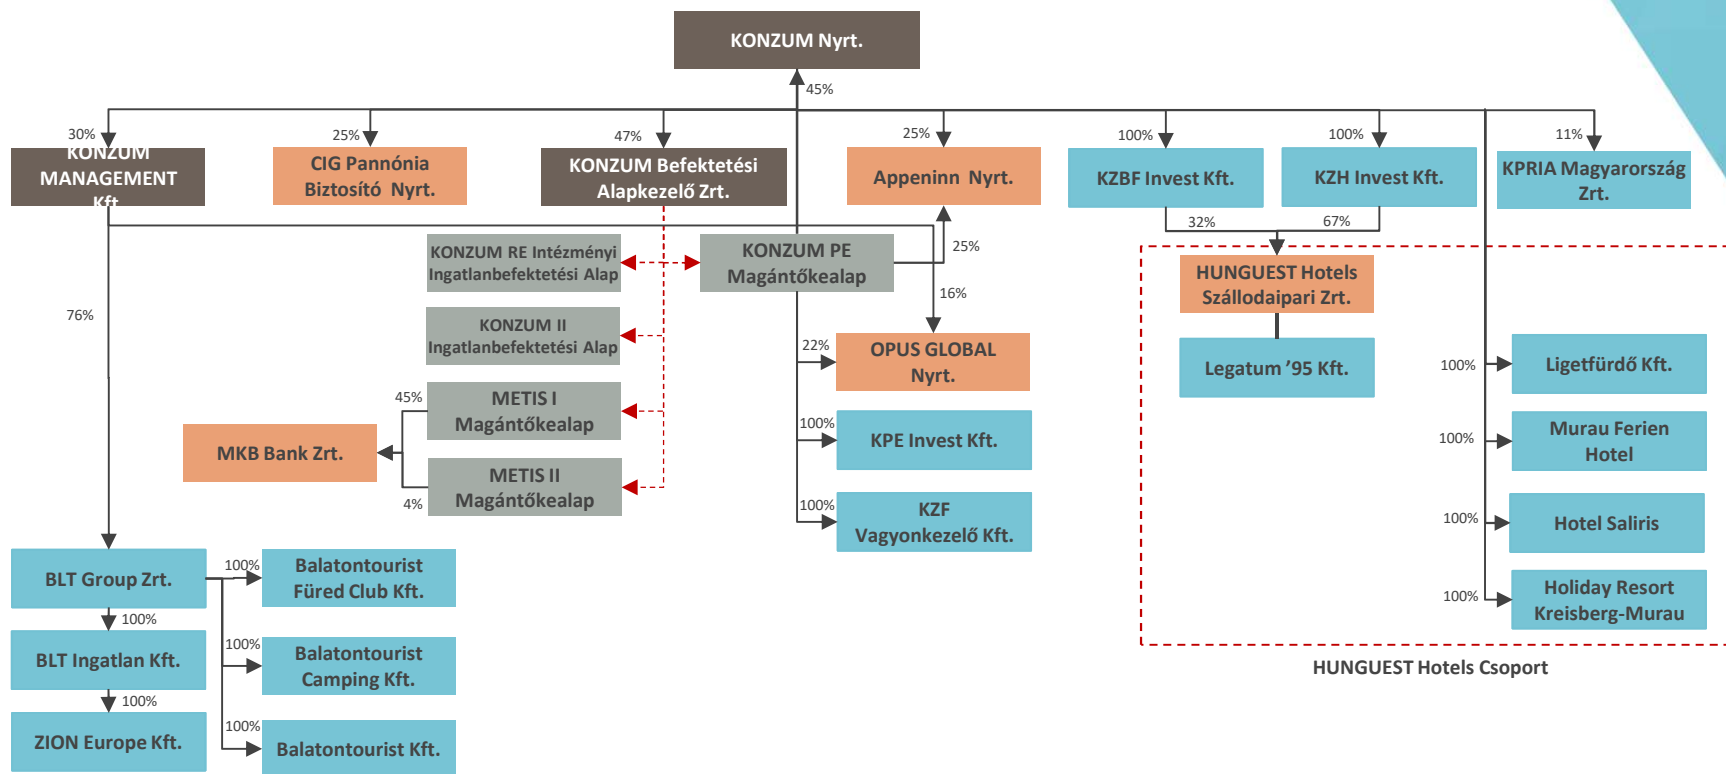 KONZUM Nyrt.
45%
30%
25%
47%
25%
100%
100%
11%
KONZUM
MANAGEMENT
Kft
CIG Pannónia
Biztosító Nyrt.
KONZUM Befektetési
Alapkezelő Zrt.
Appeninn Nyrt.
KZBF Invest Kft.
KZH Invest Kft.
KPRIA Magyarország
Zrt.
32%
67%
KONZUM RE Intézményi
Ingatlanbefektetési Alap
KONZUM PE
Magántőkealap
25%
HUNGUEST Hotels
Szállodaipari Zrt.
16%
76%
KONZUM II
Ingatlanbefektetési Alap
22%
OPUS GLOBAL
Nyrt.
Legatum ’95 Kft.
100%
Ligetfürdő Kft.
45%
METIS I
Magántőkealap
100%
KPE Invest Kft.
100%
Murau Ferien
Hotel
MKB Bank Zrt.
METIS II
Magántőkealap
4%
100%
KZF
Vagyonkezelő Kft.
100%
Hotel Saliris
BLT Group Zrt.
100%
Balatontourist
Füred Club Kft.
100%
Holiday Resort
Kreisberg-Murau
100%
BLT Ingatlan Kft.
100%
Balatontourist
Camping Kft.
HUNGUEST Hotels Csoport
100%
ZION Europe Kft.
100%
Balatontourist Kft.